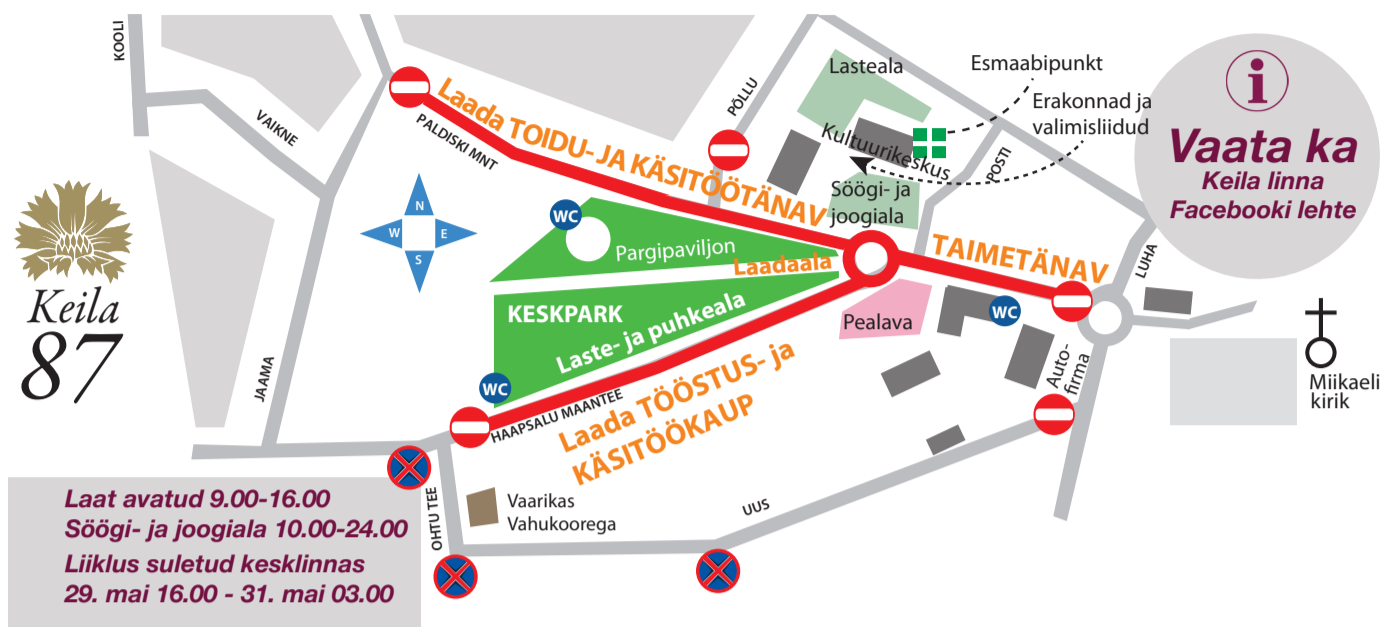 KOOLI
VAIKNE
Laada TOIDU- JA KÄSITÖÖTÄNAV
PALDISKI MNT
PÕLLU
Lasteala
Esmaabipunkt
Erakonnad ja
valimisliidud
Kultuurikeskus
POSTI
Söögi- ja
joogiala
i
Vaata ka
Keila linna
Facebooki lehte
N
W
E
S
WC
Pargipaviljon
Laadaala
TAIMETÄNAV
LUHA
Keila
87
KESKPARK
Laste- ja puhkeala
Pealava
WC
Auto-
firma
Miikaeli
kirik
JAAMA
WC
HAAPSALU MAANTEE
Laada TÖÖSTUS- ja
KÄSITÖÖKAUP
Laat avatud 9.00-16.00
Söögi- ja joogiala 10.00-24.00
Liiklus suletud kesklinnas
29. mai 16.00 - 31. mai 03.00
OHTU TEE
Vaarikas
Vahukoorega
UUS